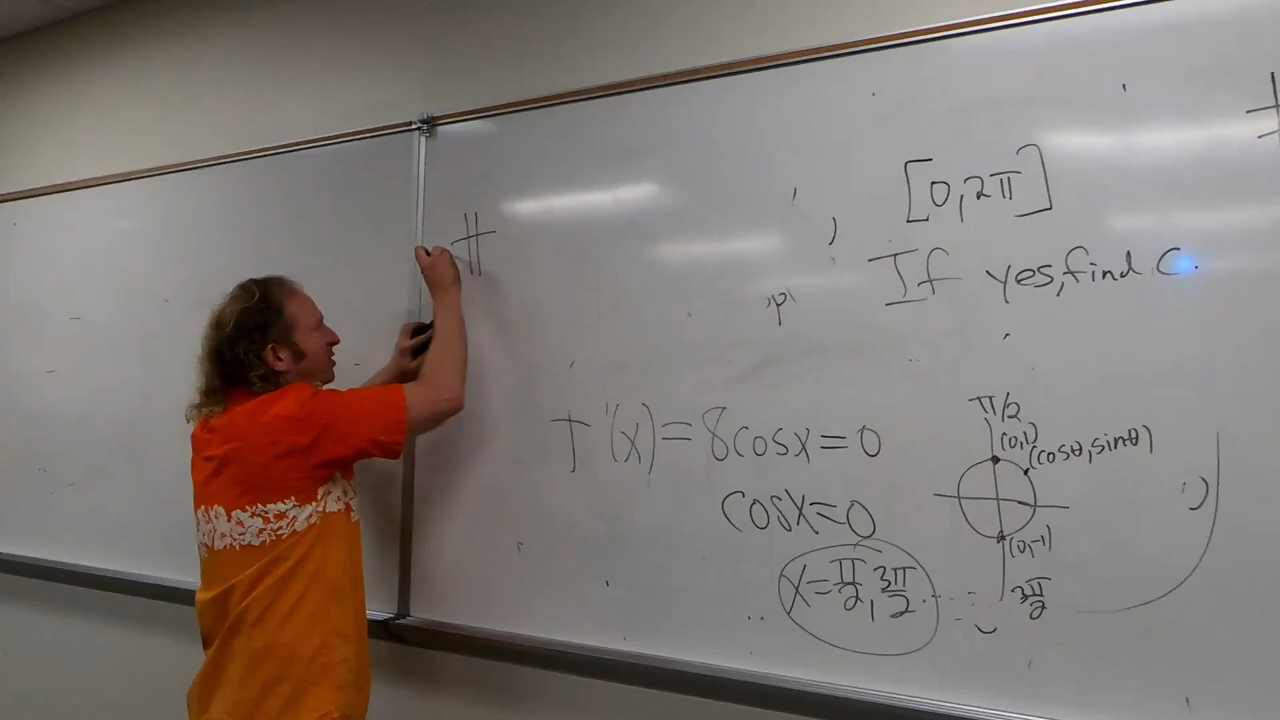 #
[0, 2π]
If yes, find c.
f'(x) = 8cosx = 0
cosx = 0
x = π/2, 3π/2
π/2
(0,1)
(cosθ, sinθ)
(0,-1)
3π/2